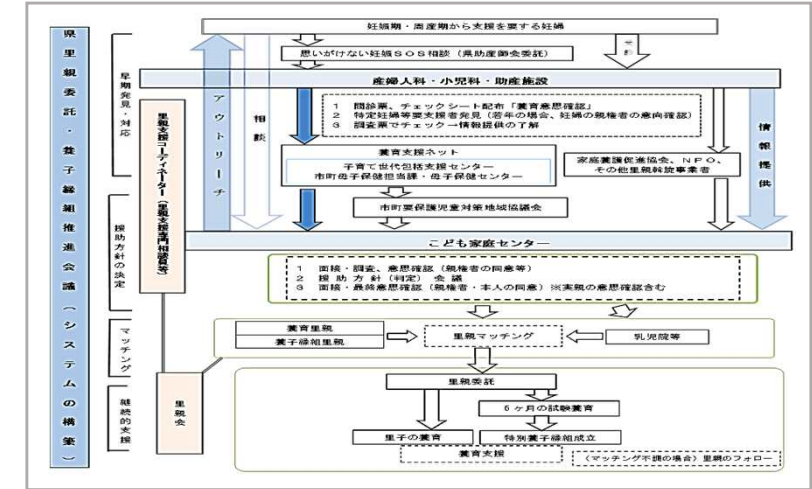 妊娠期・周産期から支援を要する妊婦
思いがけない妊娠SOS相談（県助産師会委託）
産婦人科・小児科・助産施設
1　問診票、チェックシート配布「養育意思確認」
2　特定妊婦等要支援者発見（若年の場合、妊婦の親権者の意向確認）
3　調査票でチェックー情報提供の了解
養育支援ネット
子育て世代包括支援センター
市町母子保健担当課・母子保健センター
家庭養護促進協会、NPO、
その他里親斡旋事業者
市町要保護児童対策地域協議会
こども家庭センター
1　面接・調査、意思確認（親権者の同意等）
2　援助方針（判定）会議
3　面接・最終意思確認（親権者・本人の同意）※実親の意思確認含む
養育里親
養子縁組里親
里親マッチング
乳児院等
里親委託
6ヶ月の試験養育
里子の養育
特別養子縁組成立
養育支援
（マッチング不調の場合）里親のフォロー
県里親委託・養子縁組推進会議（システムの構築）
早期発見・対応
援助方針の決定
マッチング
継続的支援
里親支援コーディネーター（里親支援専門相談員等）
里親会
アウトリーチ
相談
情報提供